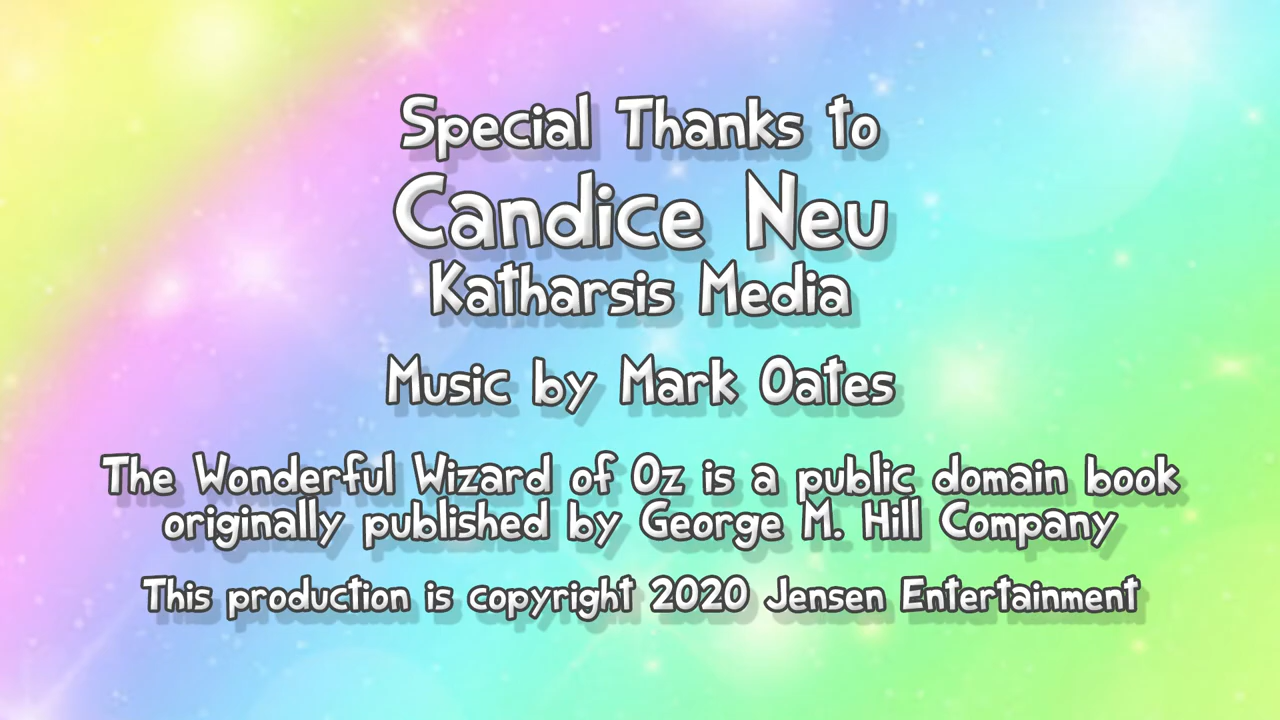 Special Thanks to
Candice Neu
Katharsis Media
Music by Mark Oates
The Wonderful Wizard of Oz is a public domain book
originally published by George M. Hill Company
This production is copyright 2020 Jensen Entertainment